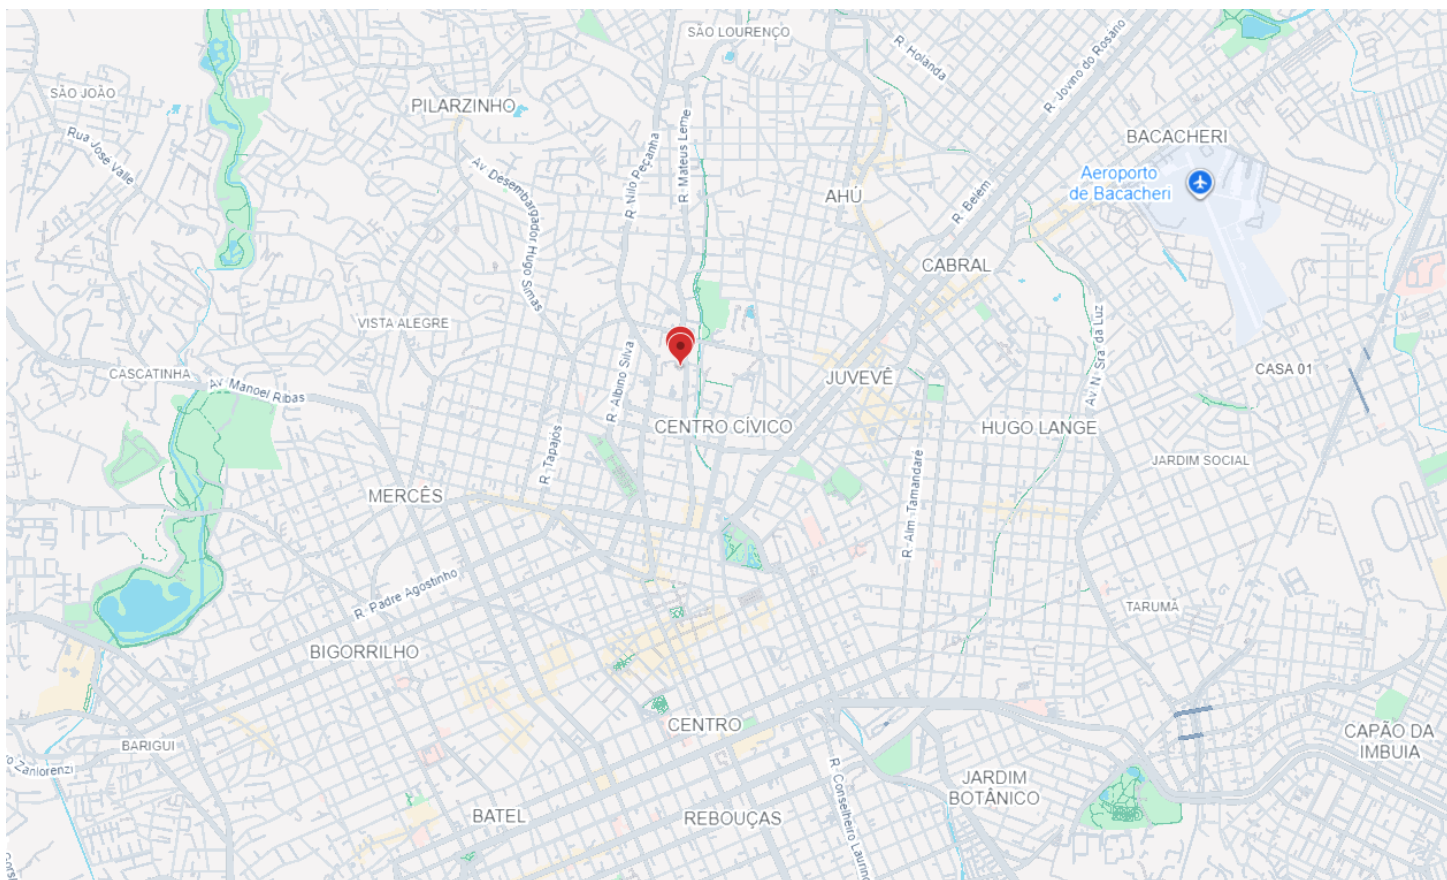 SÃO LOURENÇO
R. Holanda
R. Jovino do Rosário
SÃO JOÃO
PILARZINHO
Rua José Valle
R. Nilo Peçanha
R. Mateus Leme
BACACHERI
Aeroporto
de Bacacheri
Av. Desembargador Hugo Simas
AHÚ
R. Belém
CABRAL
VISTA ALEGRE
Av. Nª Sra. da Luz
CASCATINHA
Av. Manoel Ribas
R. Albino Silva
JUVEVÊ
CASA 01
CENTRO CÍVICO
HUGO LANGE
R. Tapajós
JARDIM SOCIAL
MERCÊS
R. Alm. Tamandaré
R. Padre Agostinho
TARUMÃ
BIGORRILHO
CENTRO
BARIGUI
Zaniorenzi
CAPÃO DA
IMBUIA
JARDIM
BOTÂNICO
BATEL
REBOUÇAS
R. Conselheiro Laurin